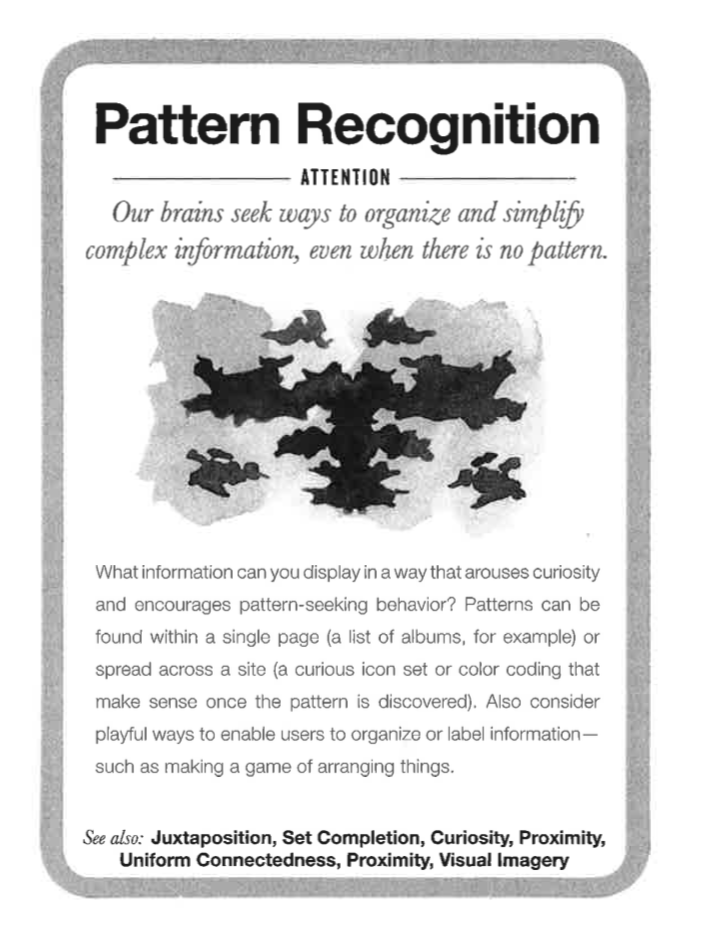 Pattern Recognition
ATTENTION
Our brains seek ways to organize and simplify
complex information, even when there is no pattern.
What information can you display in a way that arouses curiosity
and encourages pattern-seeking behavior? Patterns can be
found within a single page (a list of albums, for example) or
spread across a site (a curious icon set or color coding that
make sense once the pattern is discovered). Also consider
playful ways to enable users to organize or label information—
such as making a game of arranging things.
See also: Juxtaposition, Set Completion, Curiosity, Proximity,
Uniform Connectedness, Proximity, Visual Imagery